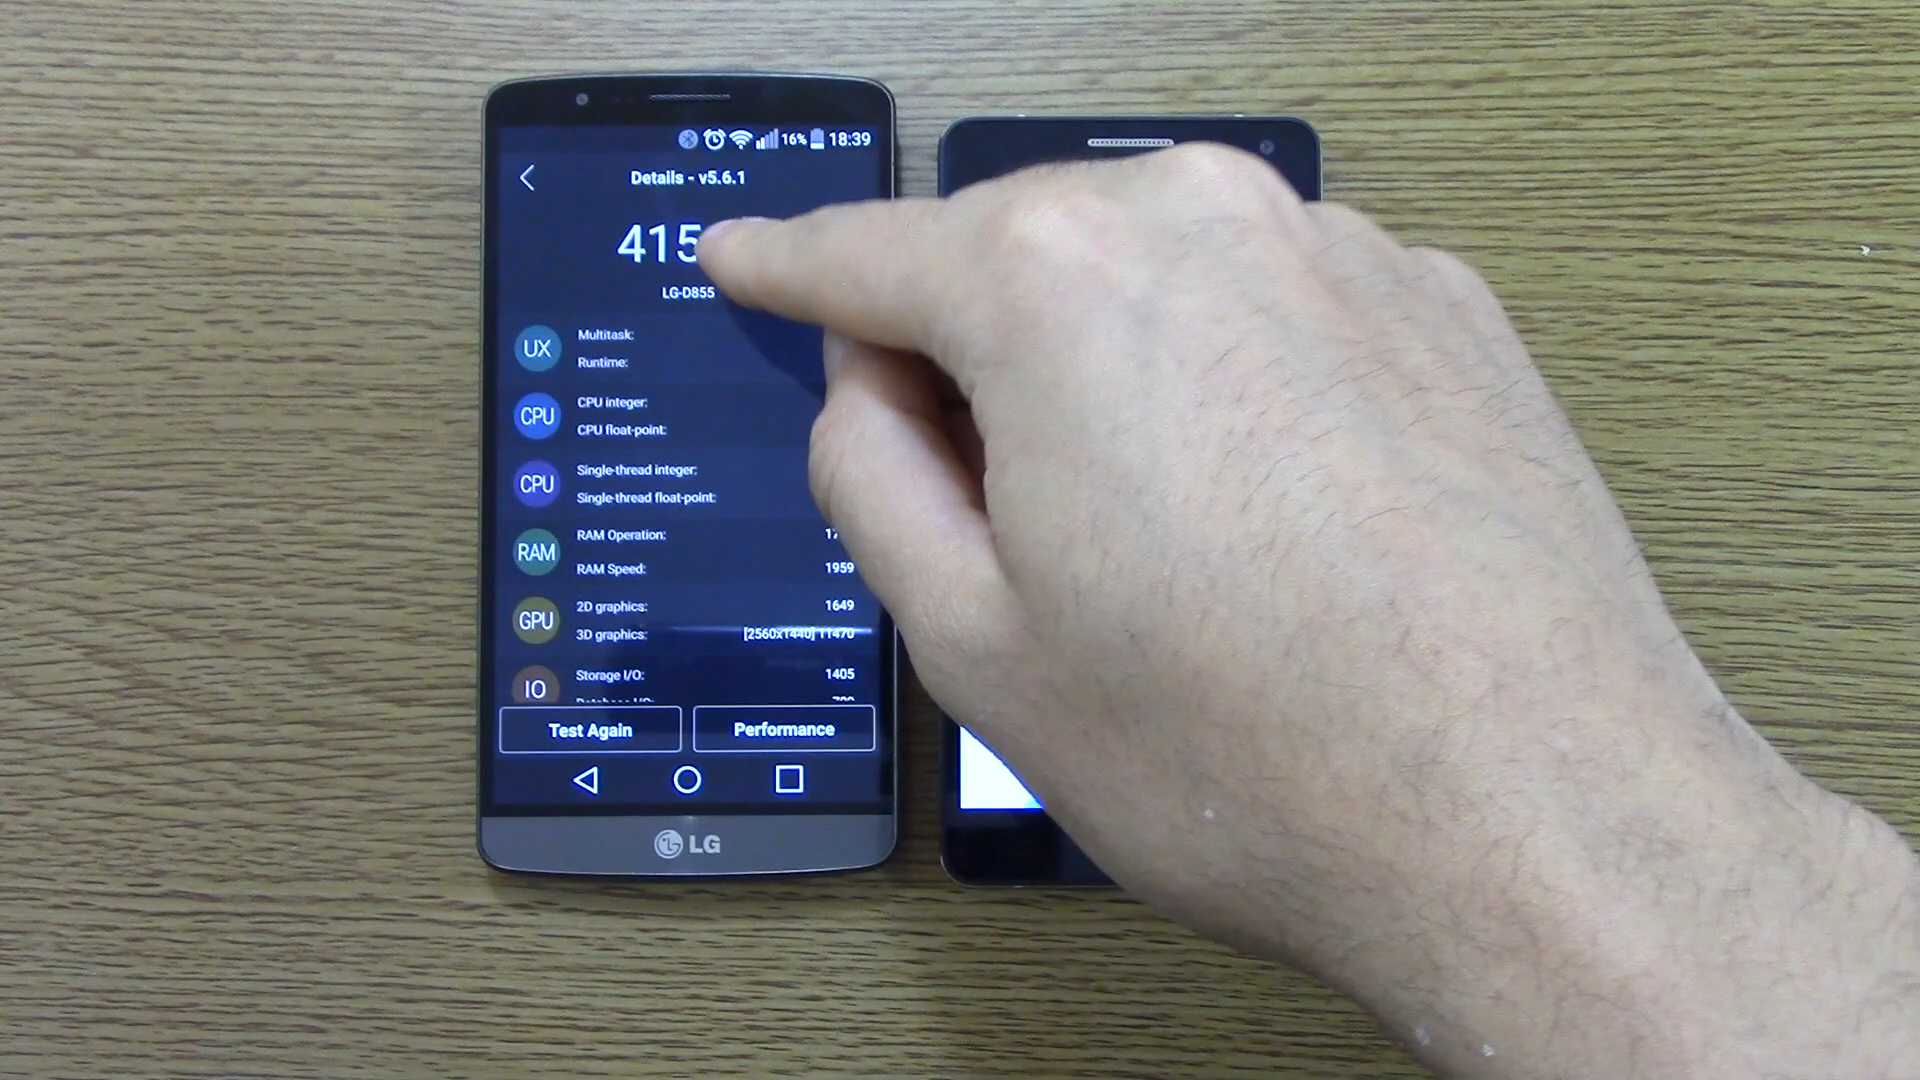 16% 18:39
Details - v5.6.1
415
LG-D855
UX
Multitask:
Runtime:
CPU
CPU integer:
CPU float-point:
CPU
Single-thread integer:
Single-thread float-point:
RAM
RAM Operation: 17
RAM Speed: 1959
GPU
2D graphics: 1649
3D graphics: [2560x1440] 11470
IO
Storage I/O: 1405
Test Again
Performance
LG